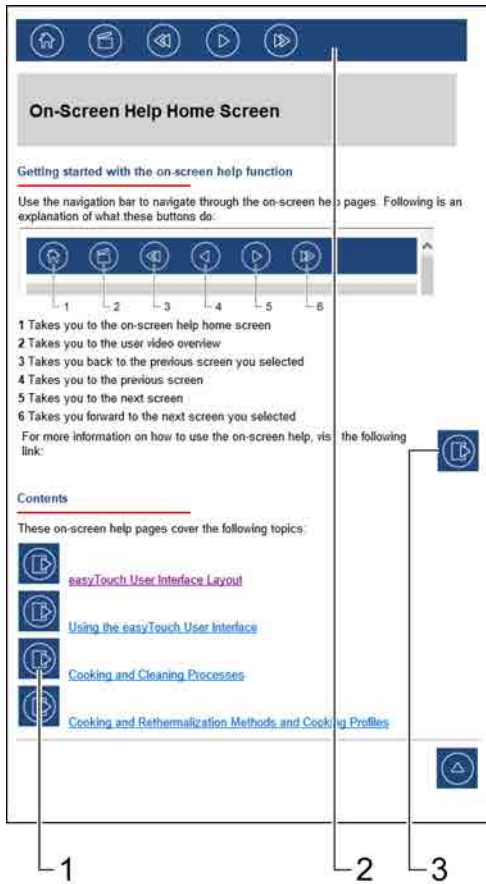 On-Screen Help Home Screen
Getting started with the on-screen help function
Use the navigation bar to navigate through the on-screen help pages. Following is an
explanation of what these buttons do:
1 2 3 4 5 6
1 Takes you to the on-screen help home screen
2 Takes you to the user video overview
3 Takes you back to the previous screen you selected
4 Takes you to the previous screen
5 Takes you to the next screen
6 Takes you forward to the next screen you selected
For more information on how to use the on-screen help, visit the following
link:
Contents
These on-screen help pages cover the following topics:
easyTouch User Interface Layout
Using the easyTouch User Interface
Cooking and Cleaning Processes
Cooking and Rethermalization Methods and Cooking Profiles
1 2 3